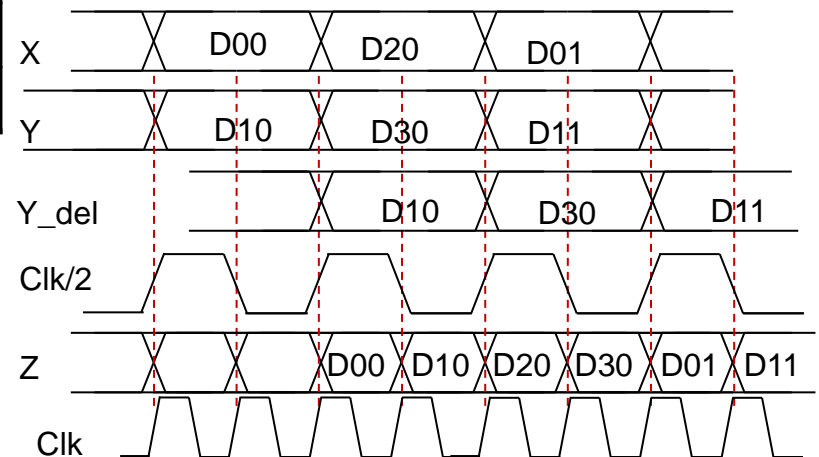 X D00 D20 D01
Y D10 D30 D11
Y_del D10 D30 D11
Clk/2
Z D00 D10 D20 D30 D01 D11
Clk